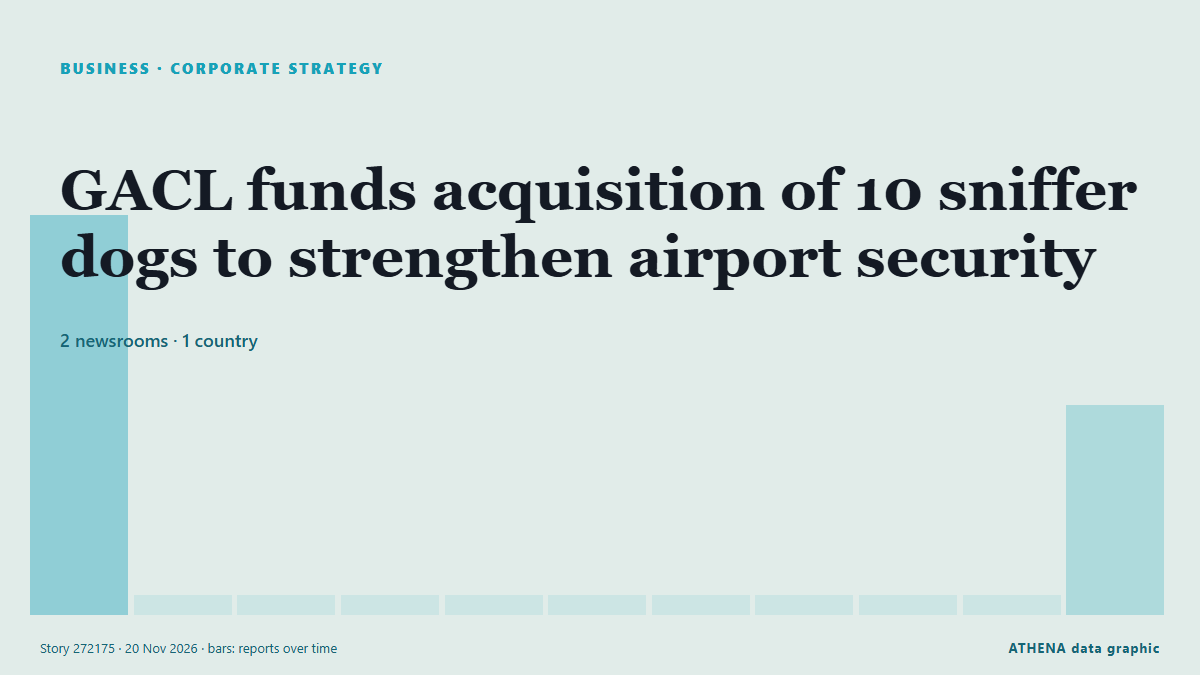 BUSINESS · CORPORATE STRATEGY
GACL funds acquisition of 10 sniffer
dogs to strengthen airport security
2 newsrooms · 1 country
Story 272175 · 20 Nov 2026 · bars: reports over time
ATHENA data graphic